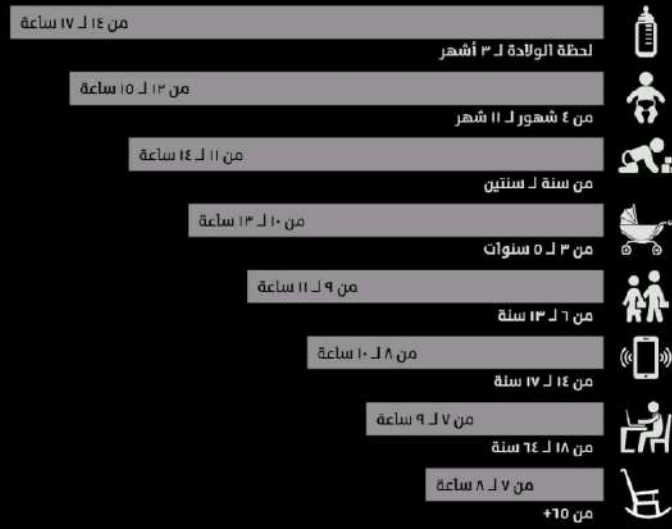 من ١٤ لـ ١٧ ساعة
لحظة الولادة لـ ٣ أشهر
من ١٢ لـ ١٥ ساعة
من ٤ شهور لـ ١١ شهر
من ١١ لـ ١٤ ساعة
من سنة لـ سنتين
من ١٠ لـ ١٣ ساعة
من ٣ لـ ٥ سنوات
من ٩ لـ ١١ ساعة
من ٦ لـ ١٣ سنة
من ٨ لـ ١٠ ساعة
من ١٤ لـ ١٧ سنة
من ٧ لـ ٩ ساعة
من ١٨ لـ ٦٤ سنة
من ٧ لـ ٨ ساعة
من ٦٥+